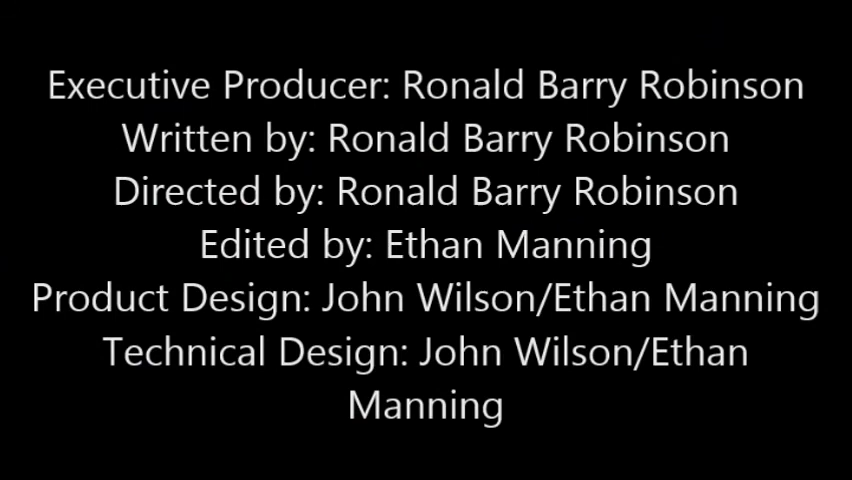 Executive Producer: Ronald Barry Robinson
Written by: Ronald Barry Robinson
Directed by: Ronald Barry Robinson
Edited by: Ethan Manning
Product Design: John Wilson/Ethan Manning
Technical Design: John Wilson/Ethan
Manning